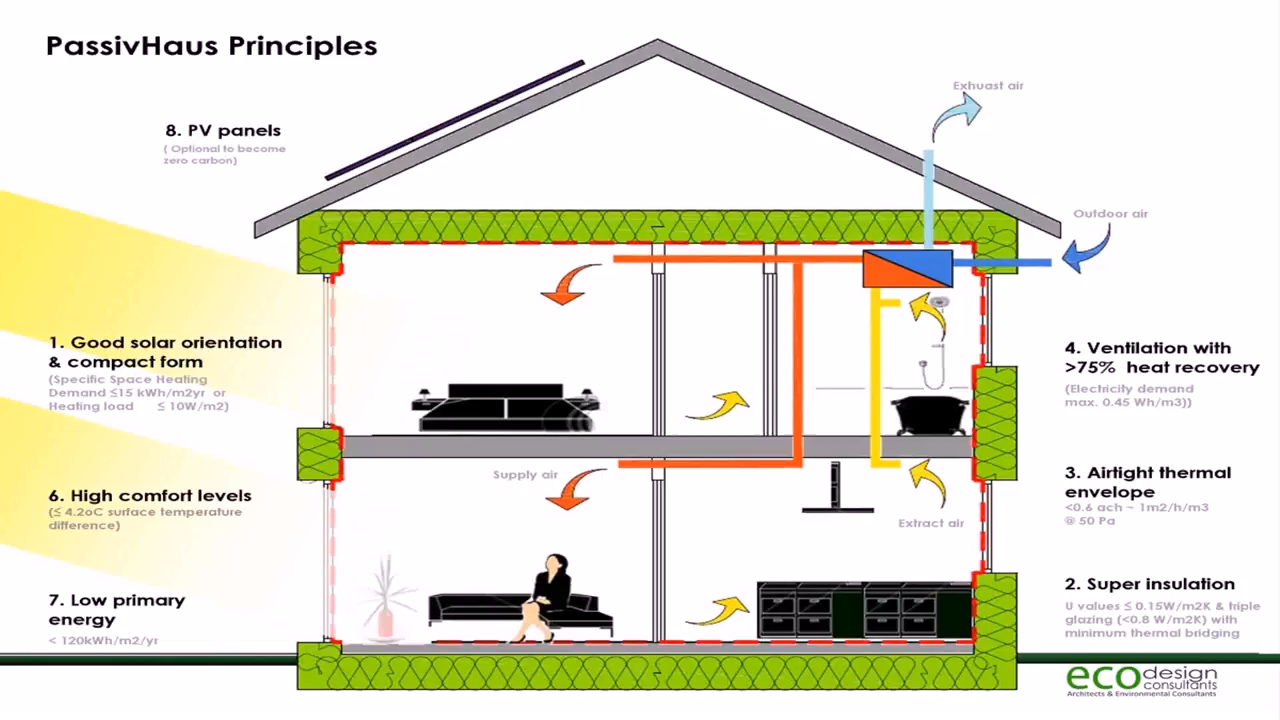 PassivHaus Principles
8. PV panels
( Optional to become
zero carbon)
1. Good solar orientation
& compact form
(Specific Space Heating
Demand ≤15 kWh/m2yr or
Heating load ≤ 10W/m2)
6. High comfort levels
(≤ 4.2oC surface temperature
difference)
7. Low primary
energy
< 120kWh/m2/yr
Supply air
Extract air
Exhuast air
Outdoor air
4. Ventilation with
>75% heat recovery
(Electricity demand
max. 0.45 Wh/m3))
3. Airtight thermal
envelope
<0.6 ach ~ 1m2/h/m3
@ 50 Pa
2. Super insulation
U values ≤ 0.15W/m2K & triple
glazing (<0.8 W/m2K) with
minimum thermal bridging
eco design
consultants
Architects & Environmental Consultants